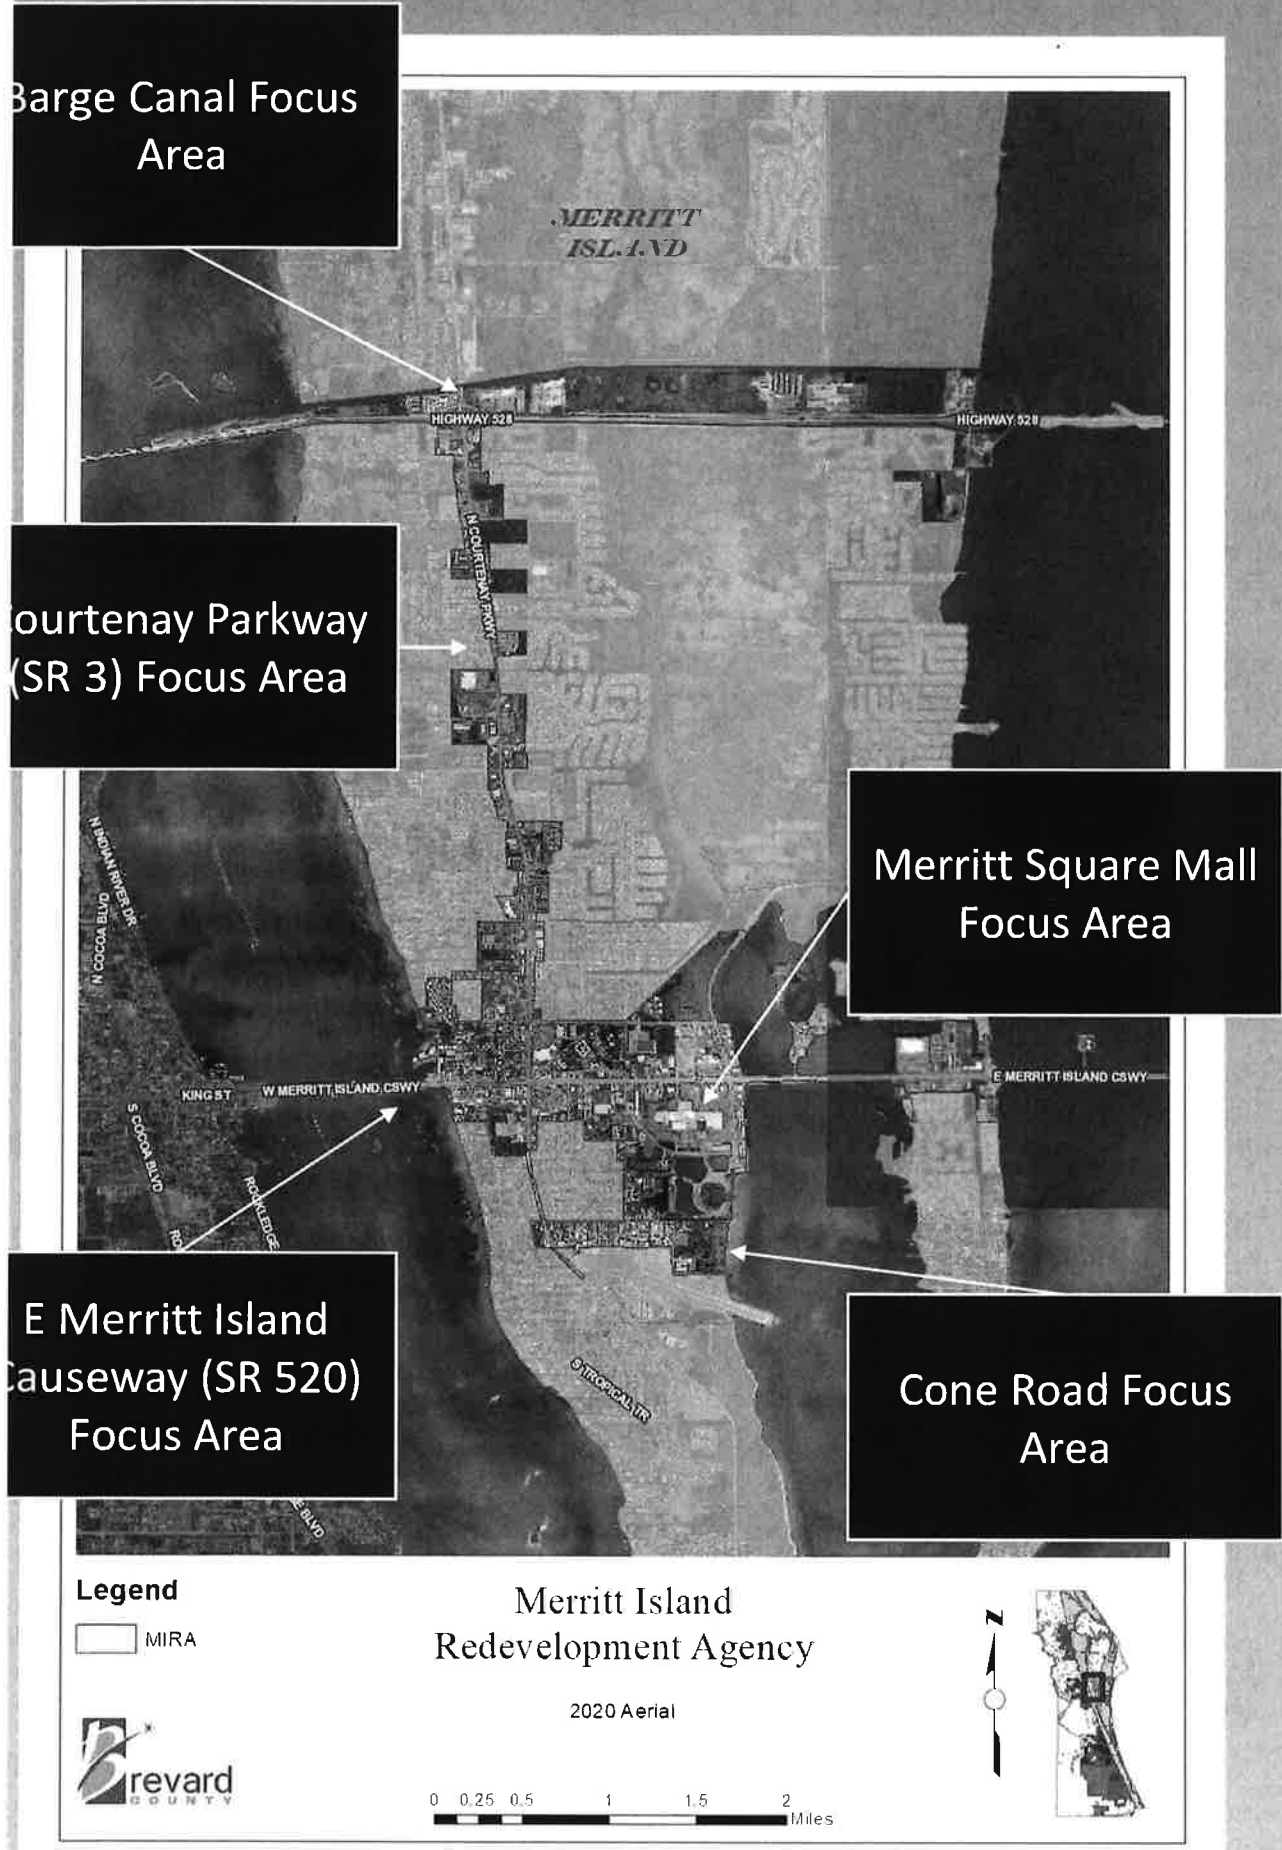 Barge Canal Focus
Area
MERRITT
ISLAND
HIGHWAY 528
HIGHWAY 528
N COURTENAY PKWY
Courtenay Parkway
(SR 3) Focus Area
N INDIAN RIVER DR
N COCOA BLVD
Merritt Square Mall
Focus Area
KING ST
W MERRITT ISLAND CSWY
E MERRITT ISLAND CSWY
S COCOA BLVD
ROCKLEDGE
E Merritt Island
Causeway (SR 520)
Focus Area
S TROPICAL TR
Cone Road Focus
Area
BLVD
Legend
MIRA
Merritt Island
Redevelopment Agency
2020 Aerial
N
Brevard
COUNTY
0 0.25 0.5 1 1.5 2
Miles